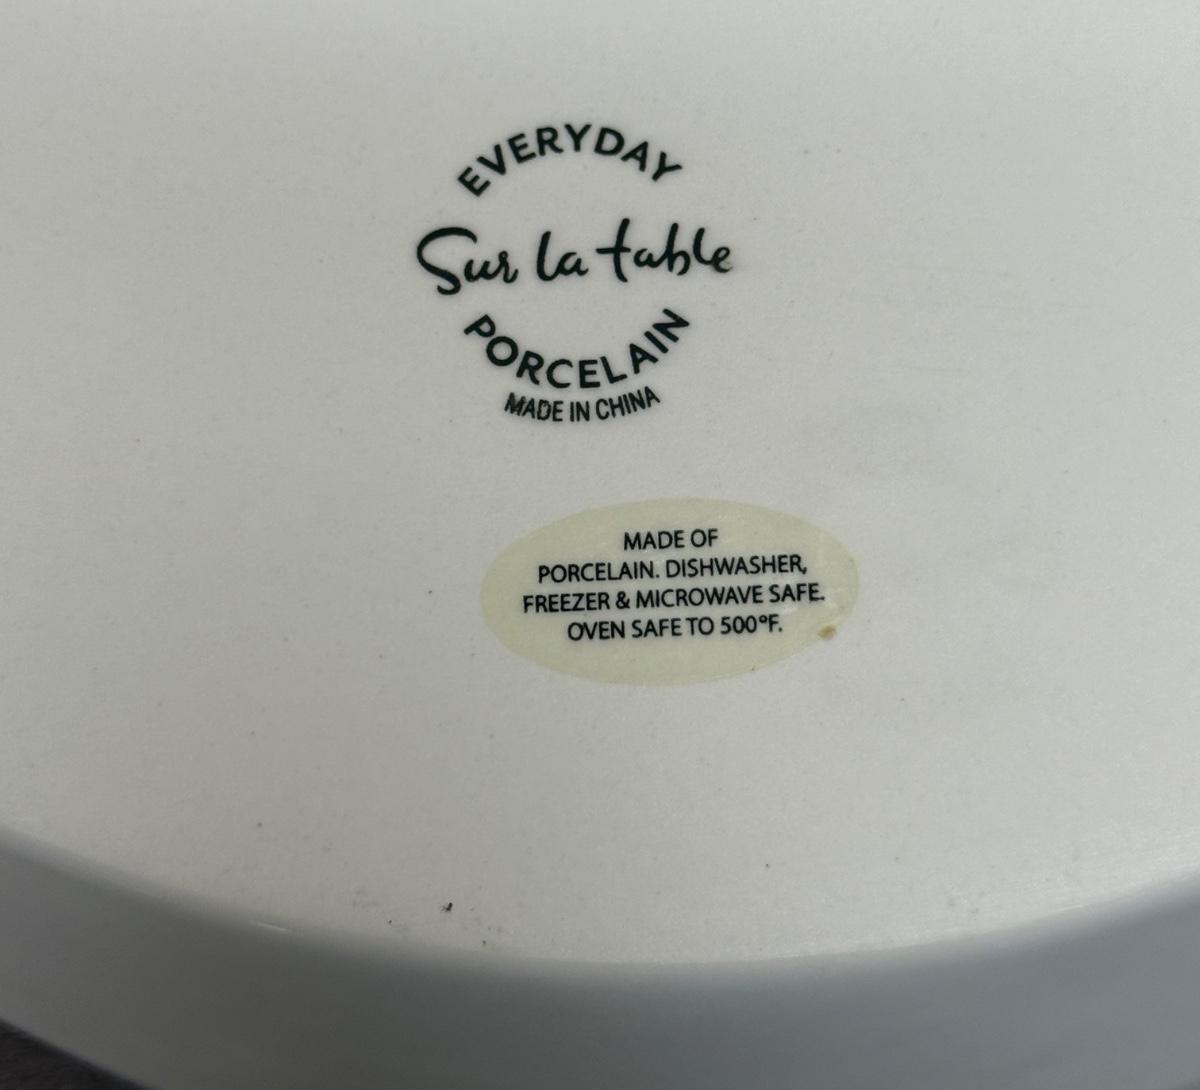 EVERYDAY
Sur la table
PORCELAIN
MADE IN CHINA
MADE OF
PORCELAIN. DISHWASHER,
FREEZER & MICROWAVE SAFE.
OVEN SAFE TO 500°F.